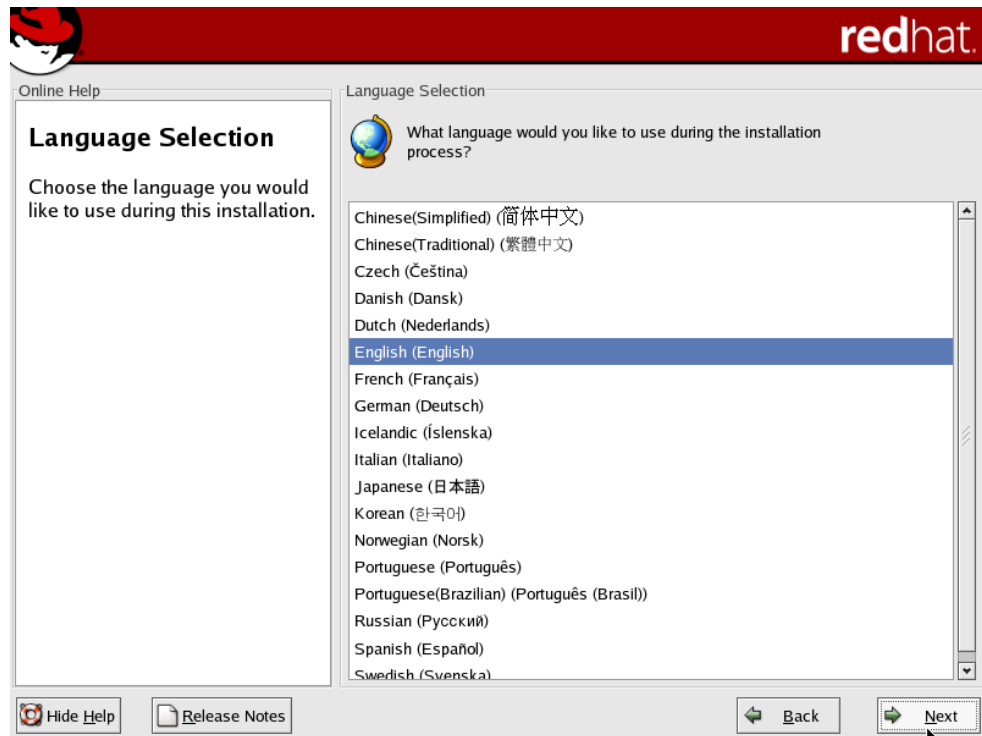 redhat.
Online Help
Language Selection
Choose the language you would
like to use during this installation.
Language Selection
What language would you like to use during the installation
process?
Chinese(Simplified) (简体中文)
Chinese(Traditional) (繁體中文)
Czech (Čeština)
Danish (Dansk)
Dutch (Nederlands)
English (English)
French (Français)
German (Deutsch)
Icelandic (Íslenska)
Italian (Italiano)
Japanese (日本語)
Korean (한국어)
Norwegian (Norsk)
Portuguese (Português)
Portuguese(Brazilian) (Português (Brasil))
Russian (Русский)
Spanish (Español)
Swedish (Svenska)
Hide Help
Release Notes
Back
Next